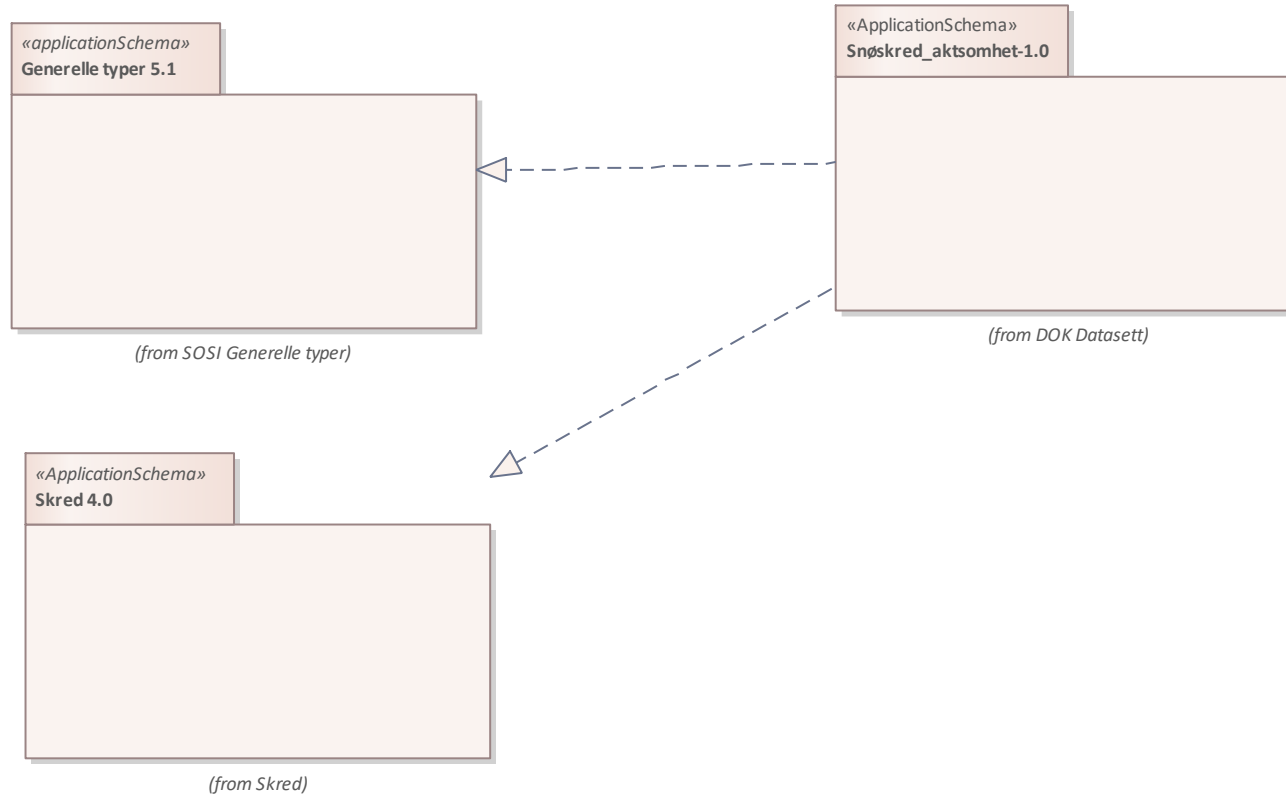 «applicationSchema»
Generelle typer 5.1
(from SOSI Generelle typer)
«ApplicationSchema»
Snøskred_aktsomhet-1.0
(from DOK Datasett)
«ApplicationSchema»
Skred 4.0
(from Skred)